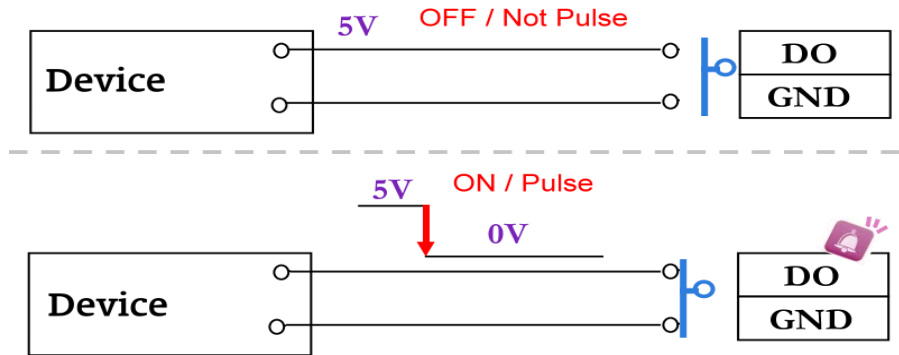 5V OFF / Not Pulse
Device
DO
GND
5V ON / Pulse
0V
Device
DO
GND